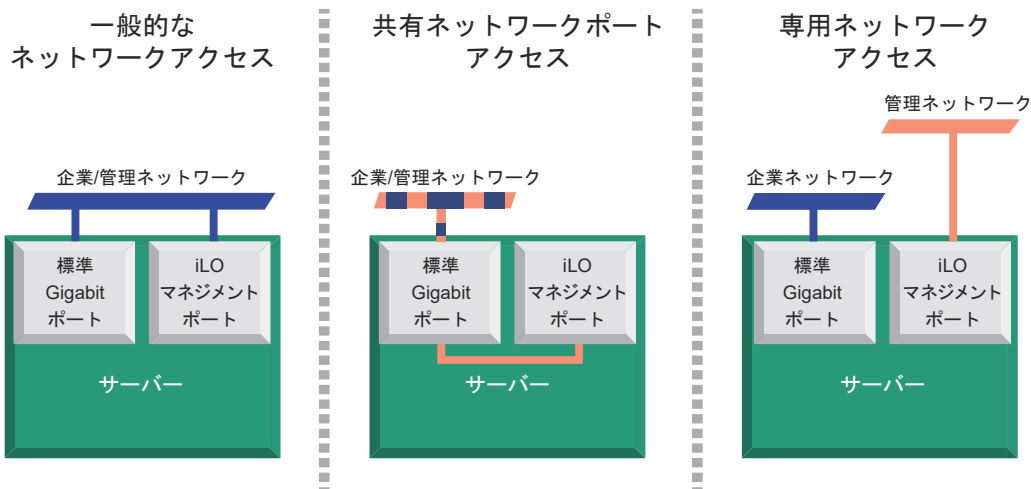 一般的な
ネットワークアクセス
企業/管理ネットワーク
標準
Gigabit
ポート
iLO
マネジメント
ポート
サーバー
共有ネットワークポート
アクセス
企業/管理ネットワーク
標準
Gigabit
ポート
iLO
マネジメント
ポート
サーバー
専用ネットワーク
アクセス
管理ネットワーク
企業ネットワーク
標準
Gigabit
ポート
iLO
マネジメント
ポート
サーバー